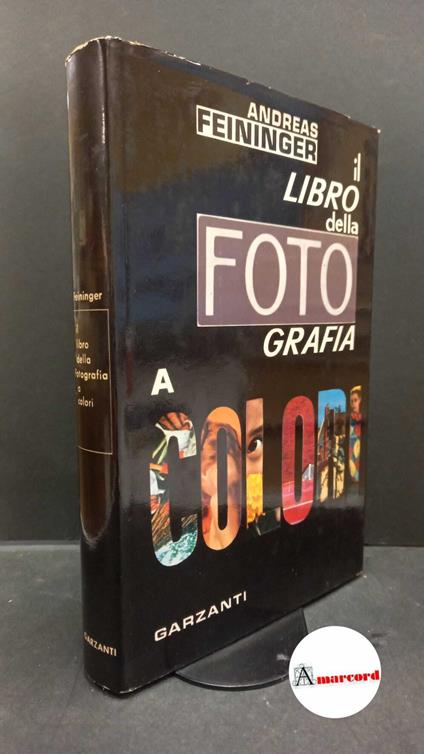 ANDREAS
FEININGER
il
LIBRO
della
FOTO
GRAFIA
A
COLORI
GARZANTI
Feininger
il
libro
della
fotografia
a
colori
GARZANTI
Amarcord